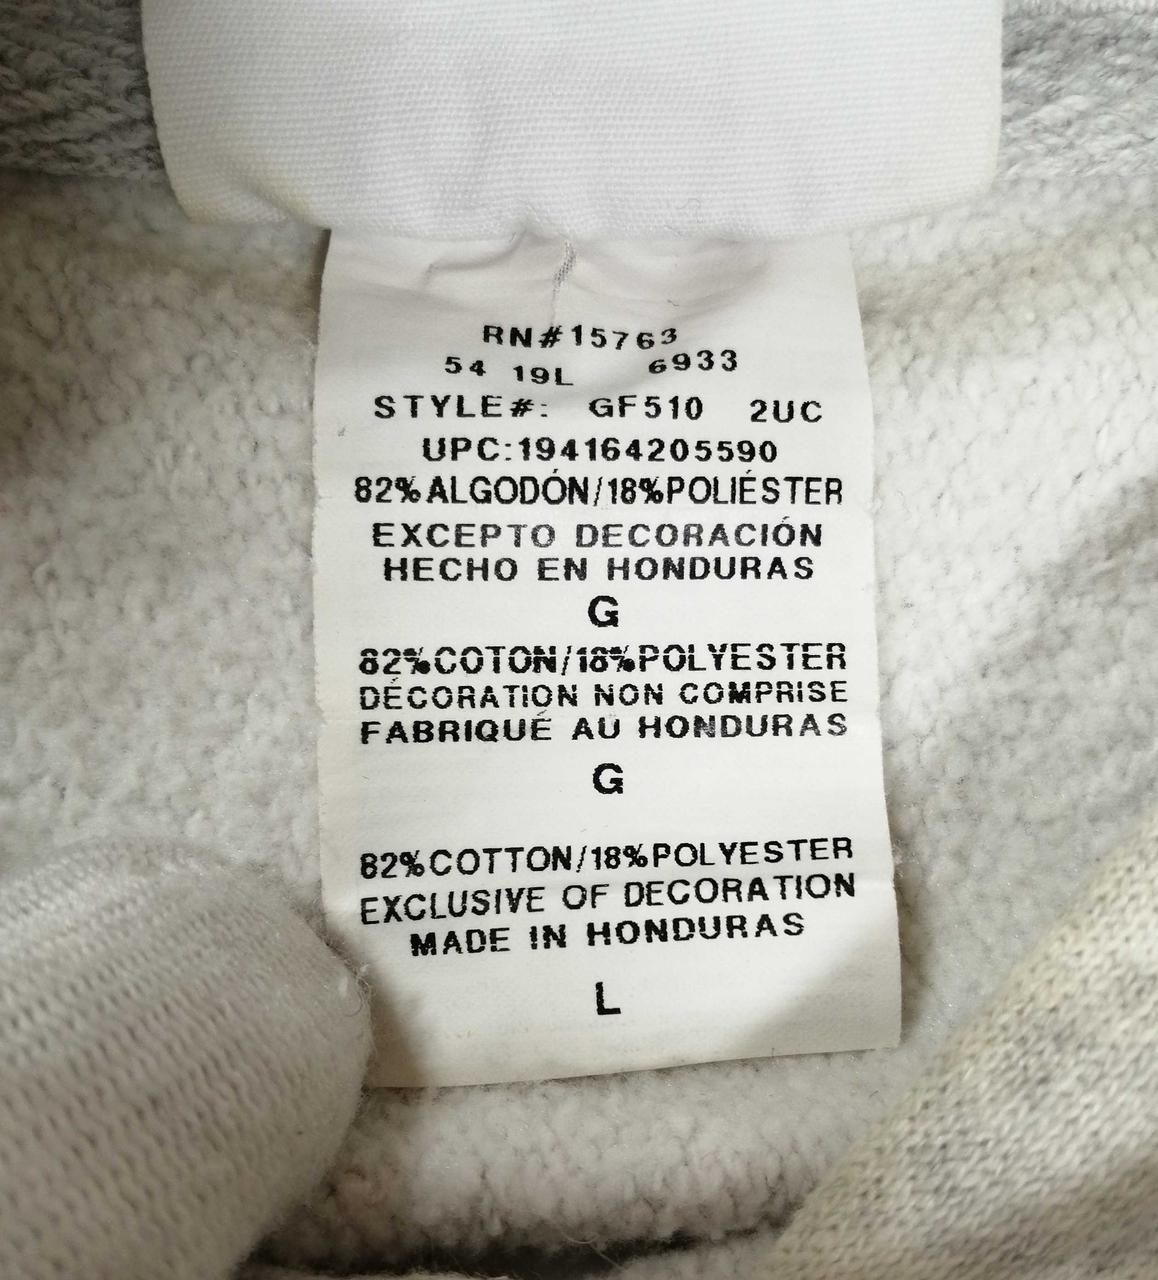 RN#15763
54 19L 6933
STYLE#: GF510 2UC
UPC:194164205590
82%ALGODÓN/18%POLIÉSTER
EXCEPTO DECORACIÓN
HECHO EN HONDURAS
G
82%COTON/18%POLYESTER
DÉCORATION NON COMPRISE
FABRIQUÉ AU HONDURAS
G
82%COTTON/18%POLYESTER
EXCLUSIVE OF DECORATION
MADE IN HONDURAS
L